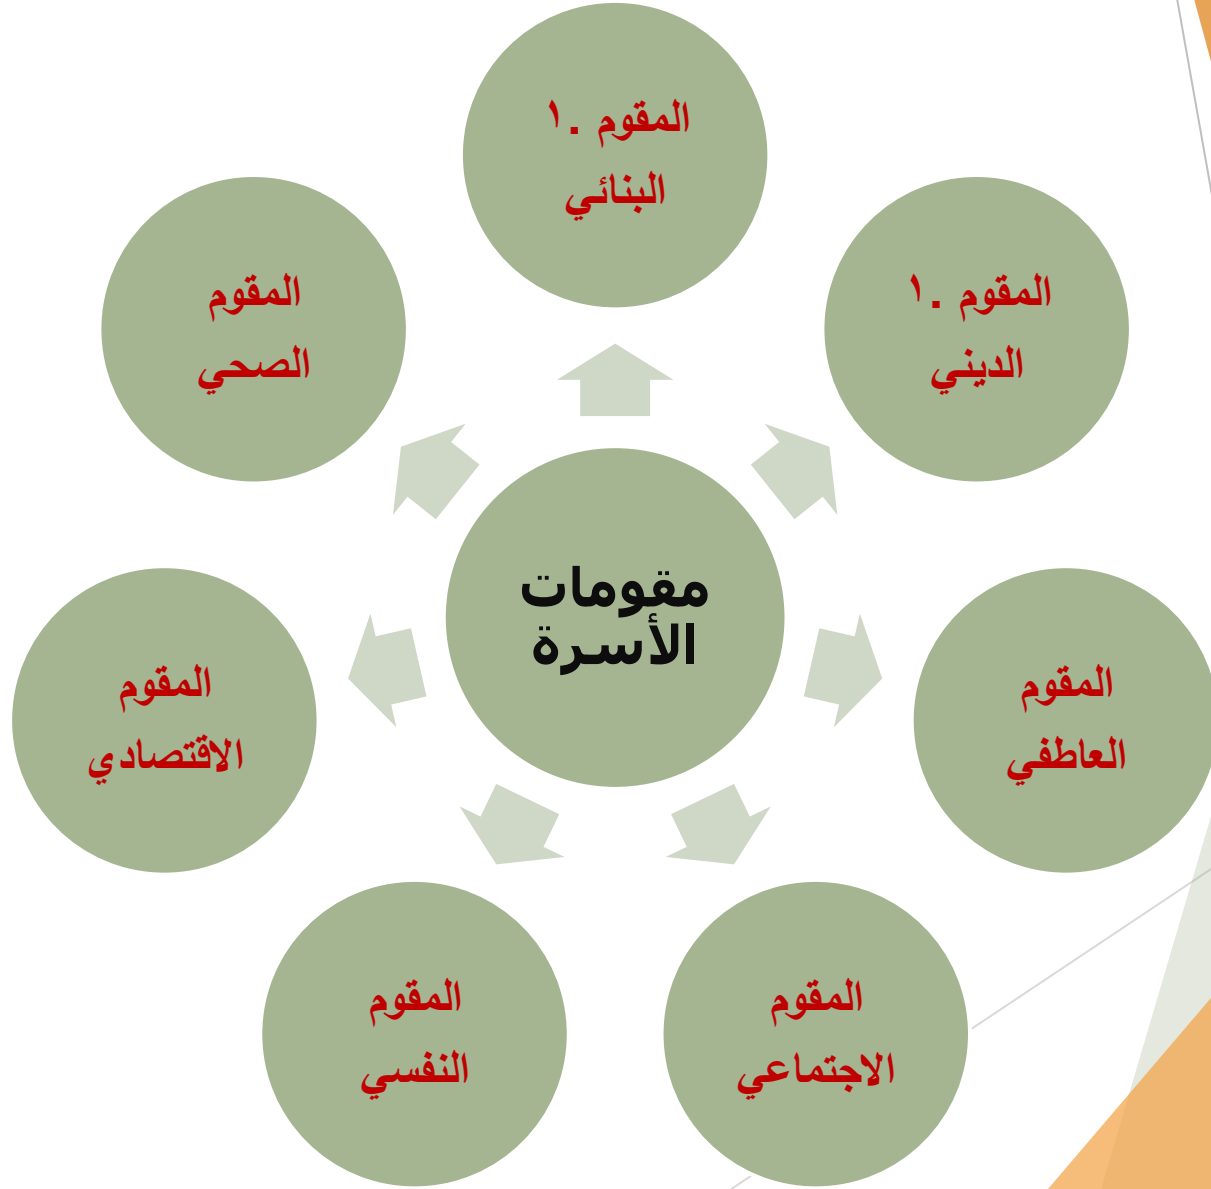 مقومات
الأسرة
١. المقوم
البنائي
١. المقوم
الديني
المقوم
العاطفي
المقوم
الاجتماعي
المقوم
النفسي
المقوم
الاقتصادي
المقوم
الصحي